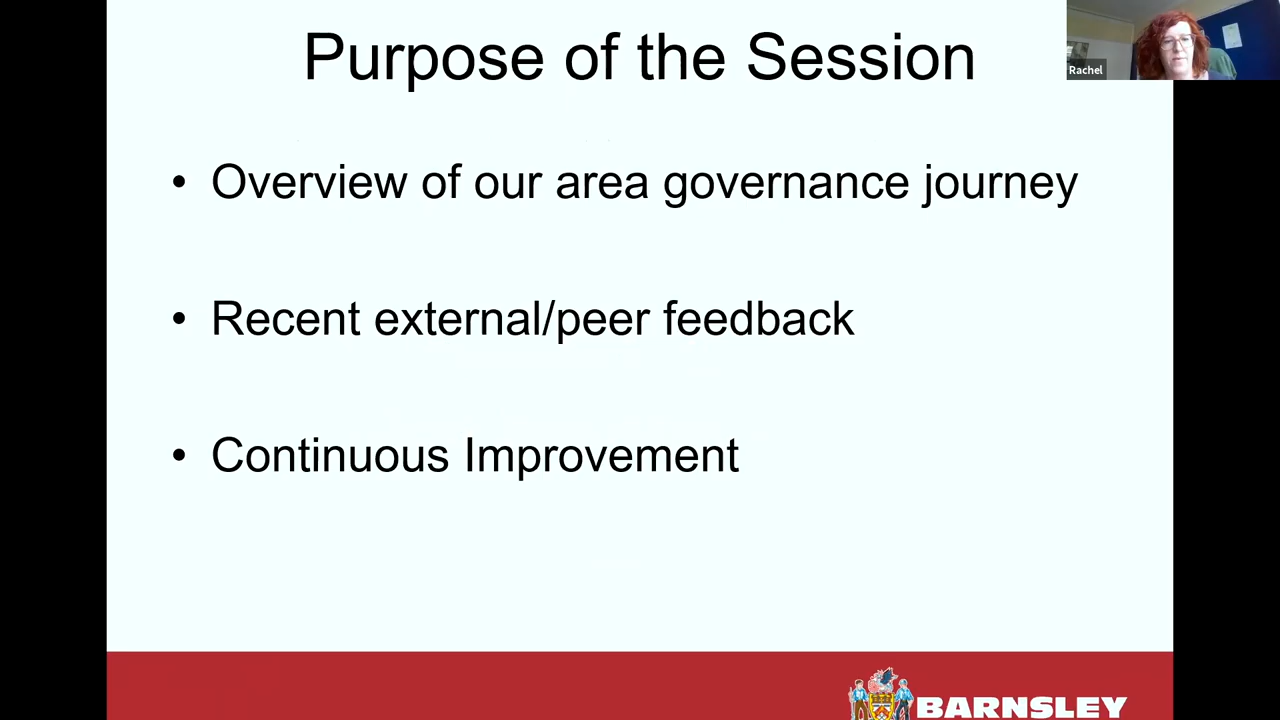 Purpose of the Session
Rachel
• Overview of our area governance journey
• Recent external/peer feedback
• Continuous Improvement
BARNSLEY